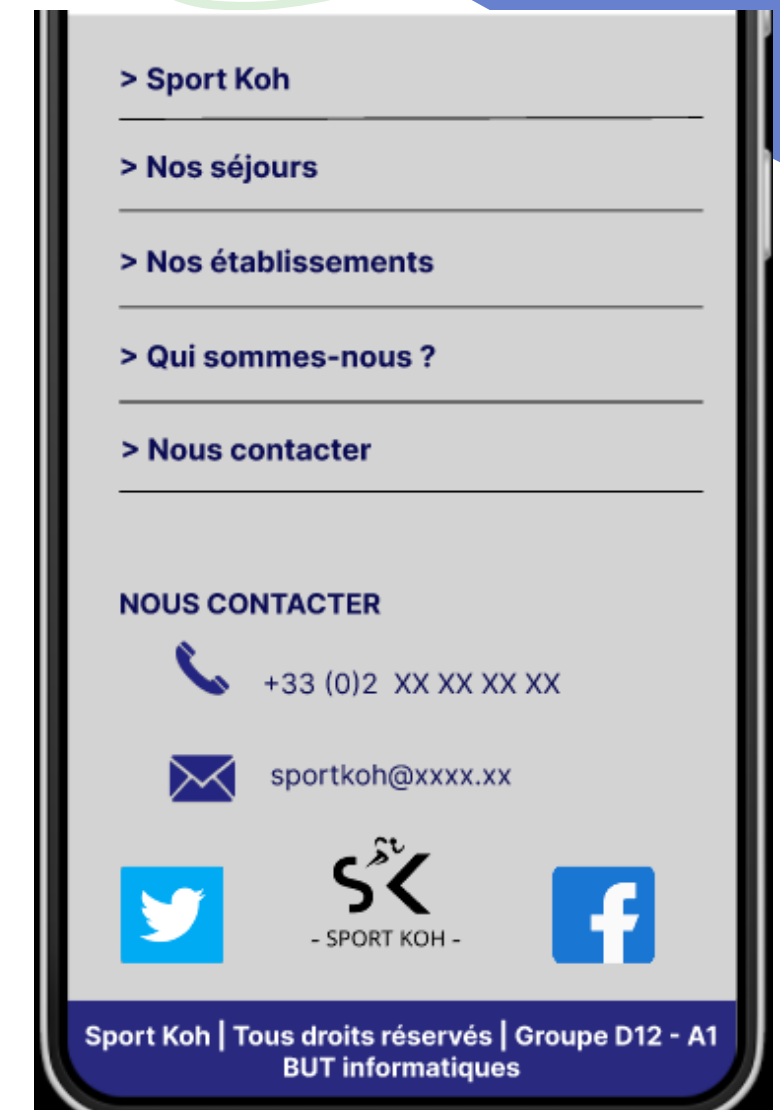 > Sport Koh
> Nos séjours
> Nos établissements
> Qui sommes-nous ?
> Nous contacter
NOUS CONTACTER
+33 (0)2 XX XX XX XX
sportkoh@xxxx.xx
SK
- SPORT KOH -
Sport Koh | Tous droits réservés | Groupe D12 - A1
BUT informatiques